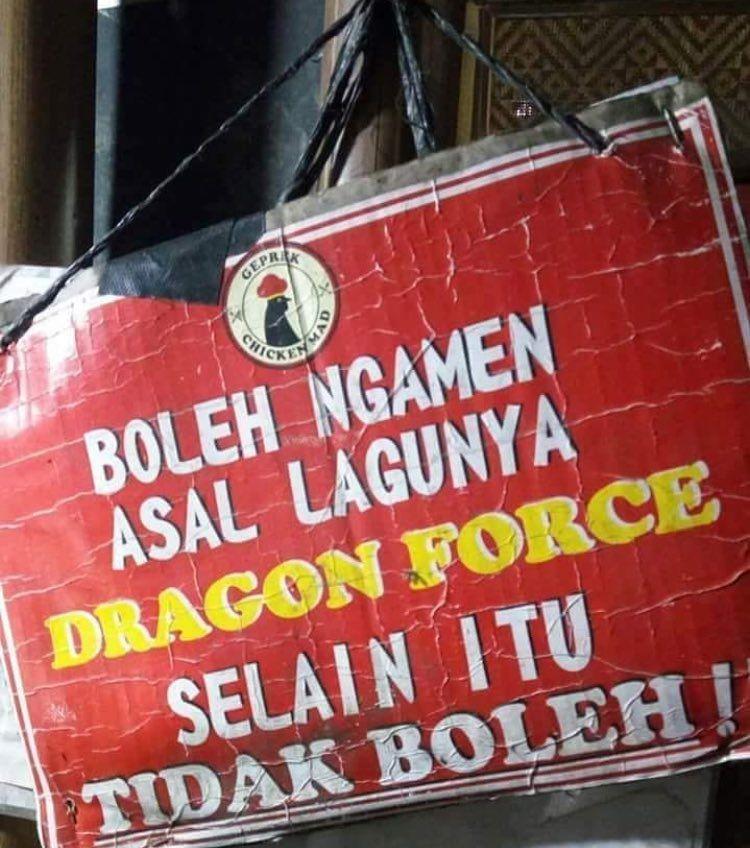 GEPREK
CHICKEN MAD
BOLEH NGAMEN
ASAL LAGUNYA
DRAGON FORCE
SELAIN ITU
TIDAK BOLEH!